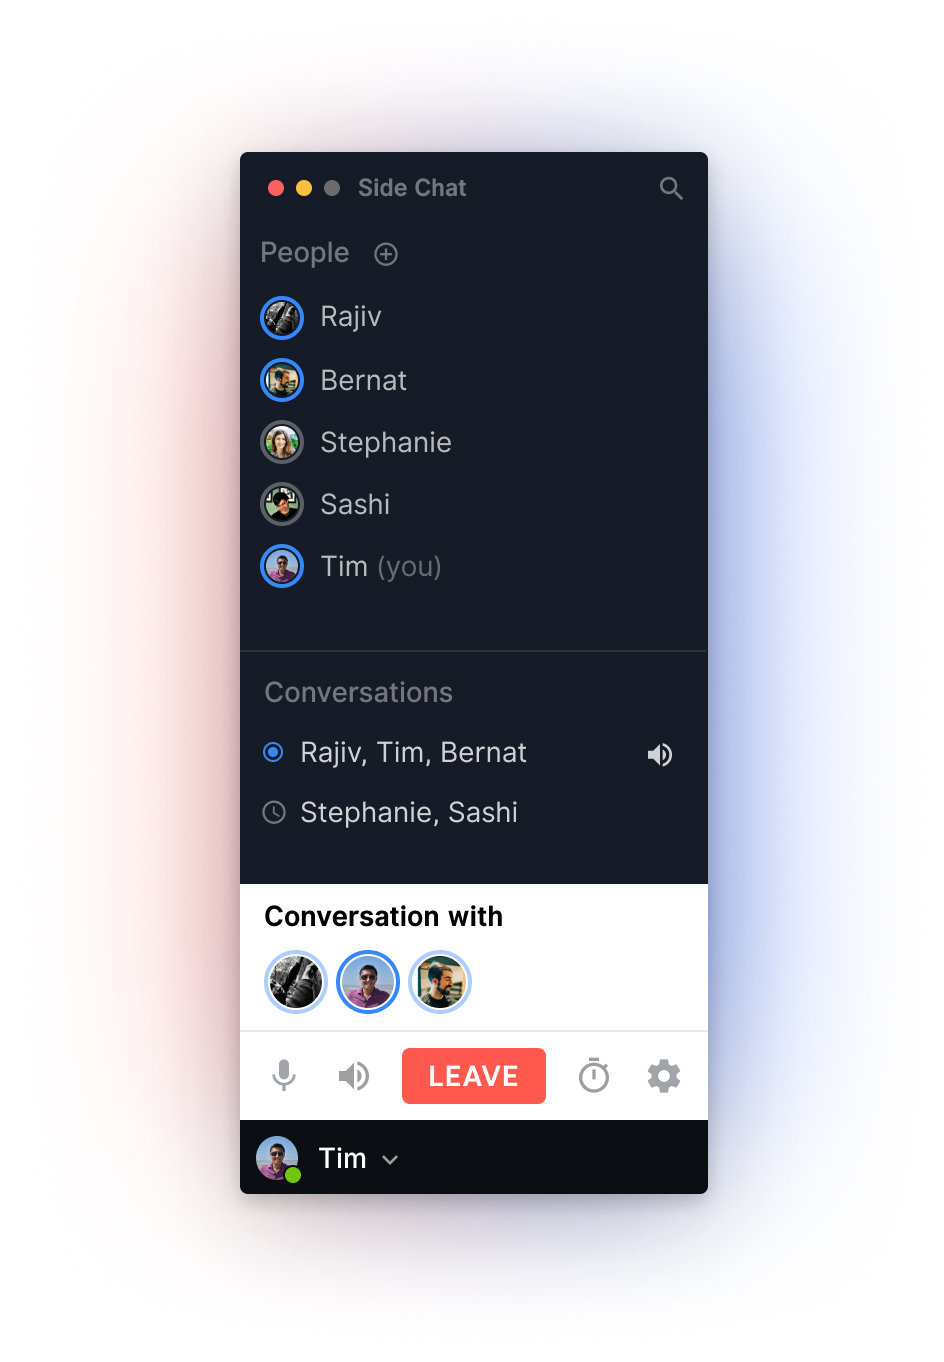 Side Chat
People
Rajiv
Bernat
Stephanie
Sashi
Tim (you)
Conversations
Rajiv, Tim, Bernat
Stephanie, Sashi
Conversation with
LEAVE
Tim